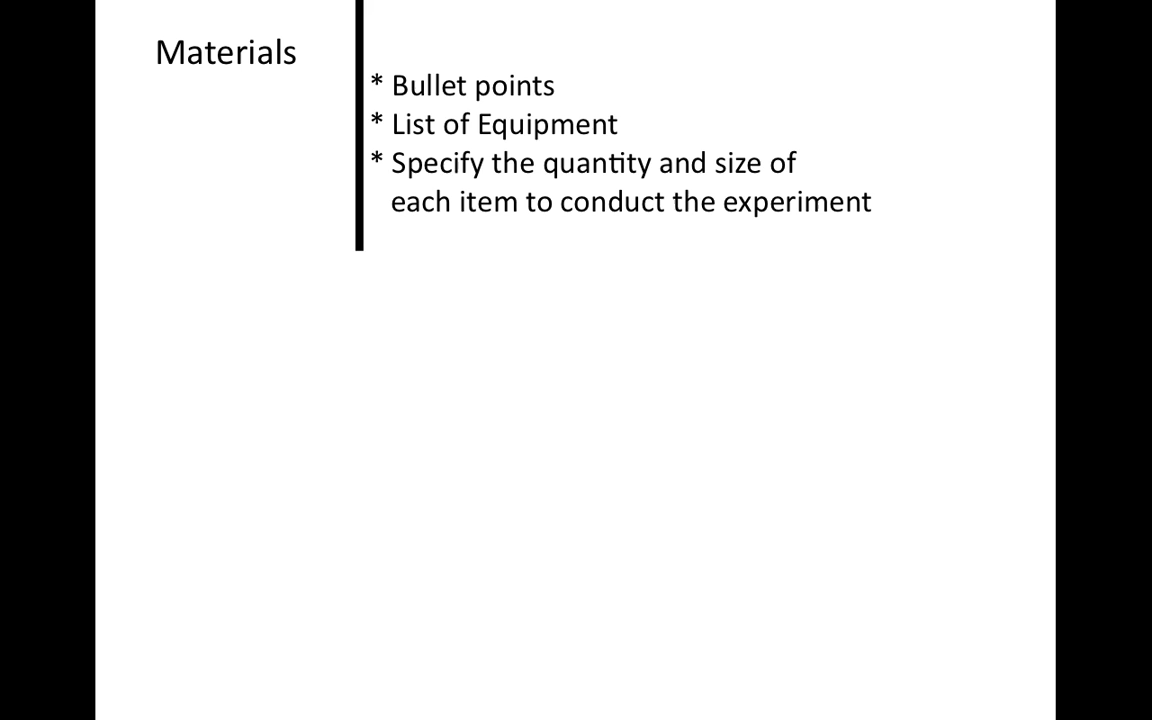 Materials
* Bullet points
* List of Equipment
* Specify the quantity and size of
each item to conduct the experiment